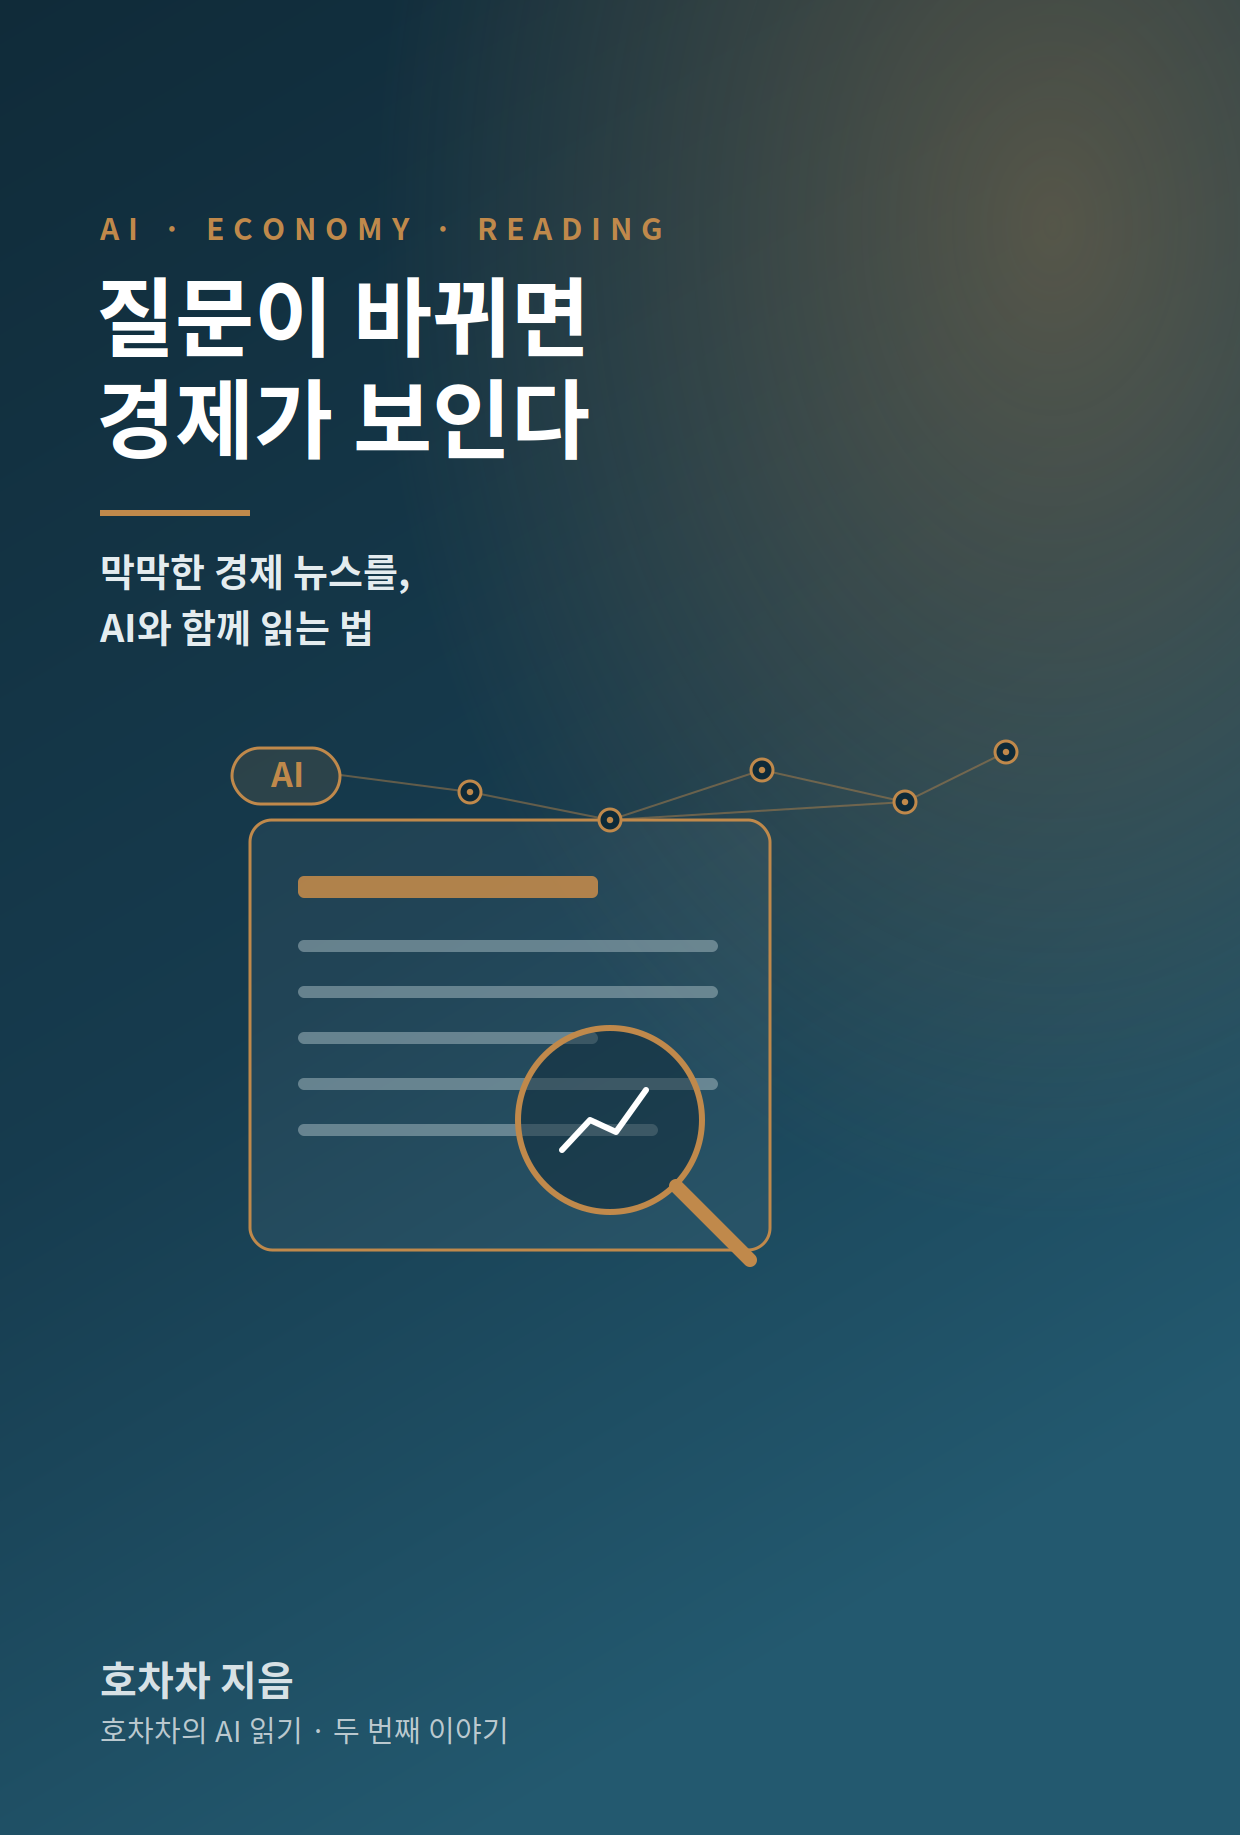 AI · ECONOMY · READING
질문이 바뀌면
경제가 보인다
막막한 경제 뉴스를,
AI와 함께 읽는 법
AI
호차차 지음
호차차의 AI 읽기 · 두 번째 이야기